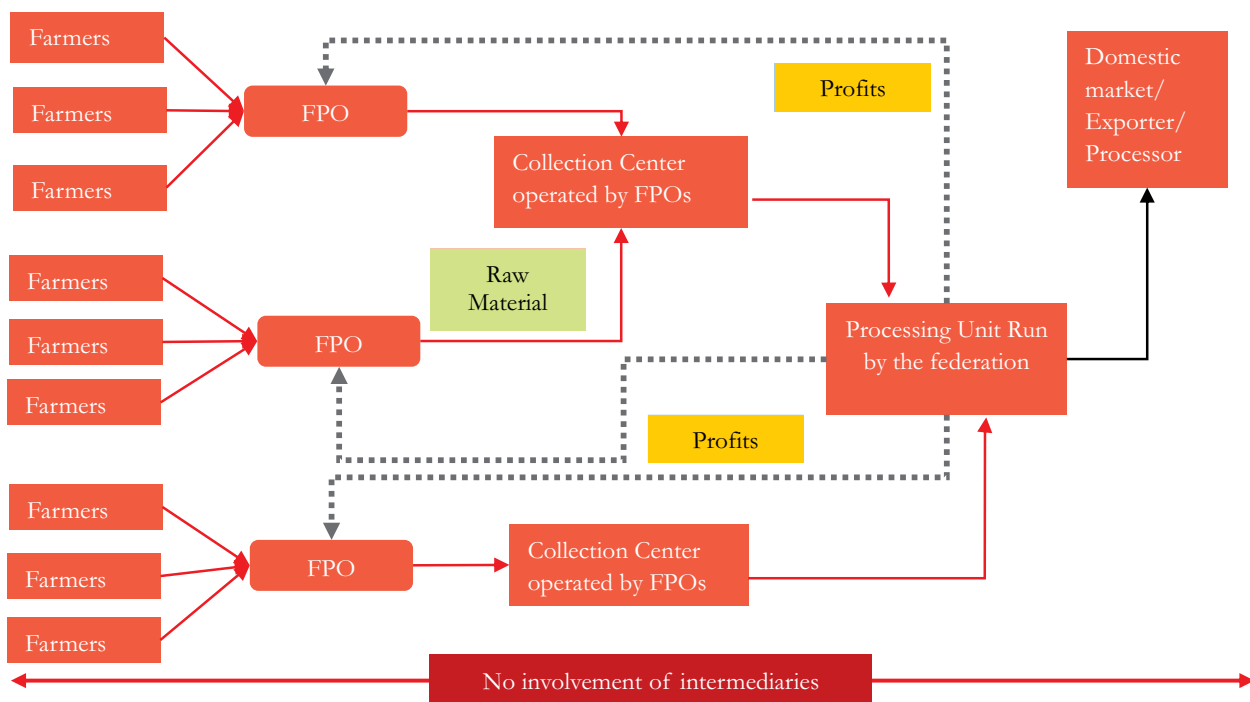 Farmers
Farmers
Farmers
FPO
Profits
Domestic
market/
Exporter/
Processor
Collection Center
operated by FPOs
Raw
Material
Farmers
Farmers
Farmers
FPO
Processing Unit Run
by the federation
Profits
Farmers
Farmers
Farmers
FPO
Collection Center
operated by FPOs
No involvement of intermediaries